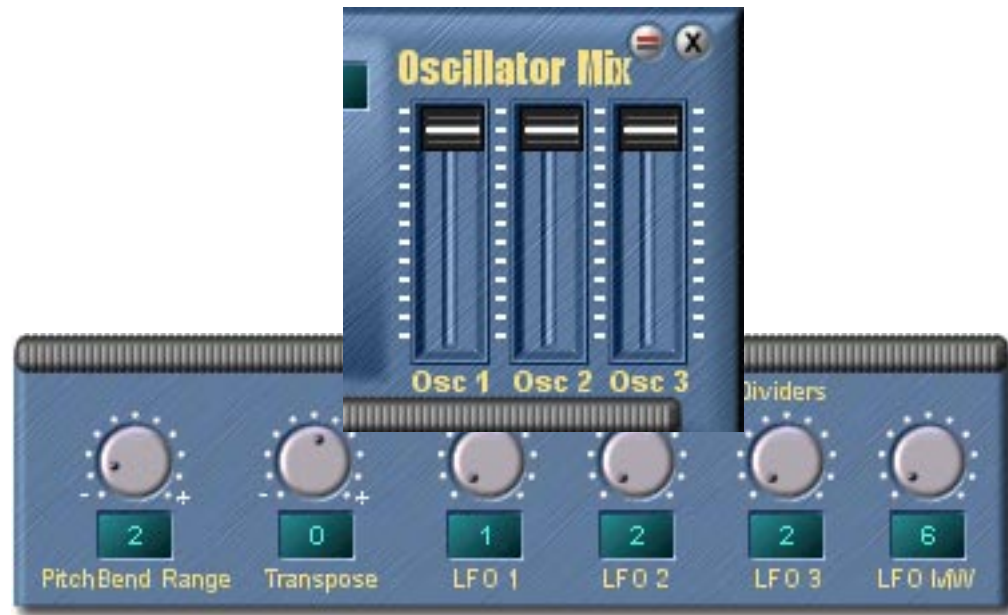 Oscillator Mix
X
Osc 1 Osc 2 Osc 3
Dividers
2 0 1 2 2 6
PitchBend Range Transpose LFO 1 LFO 2 LFO 3 LFO MW